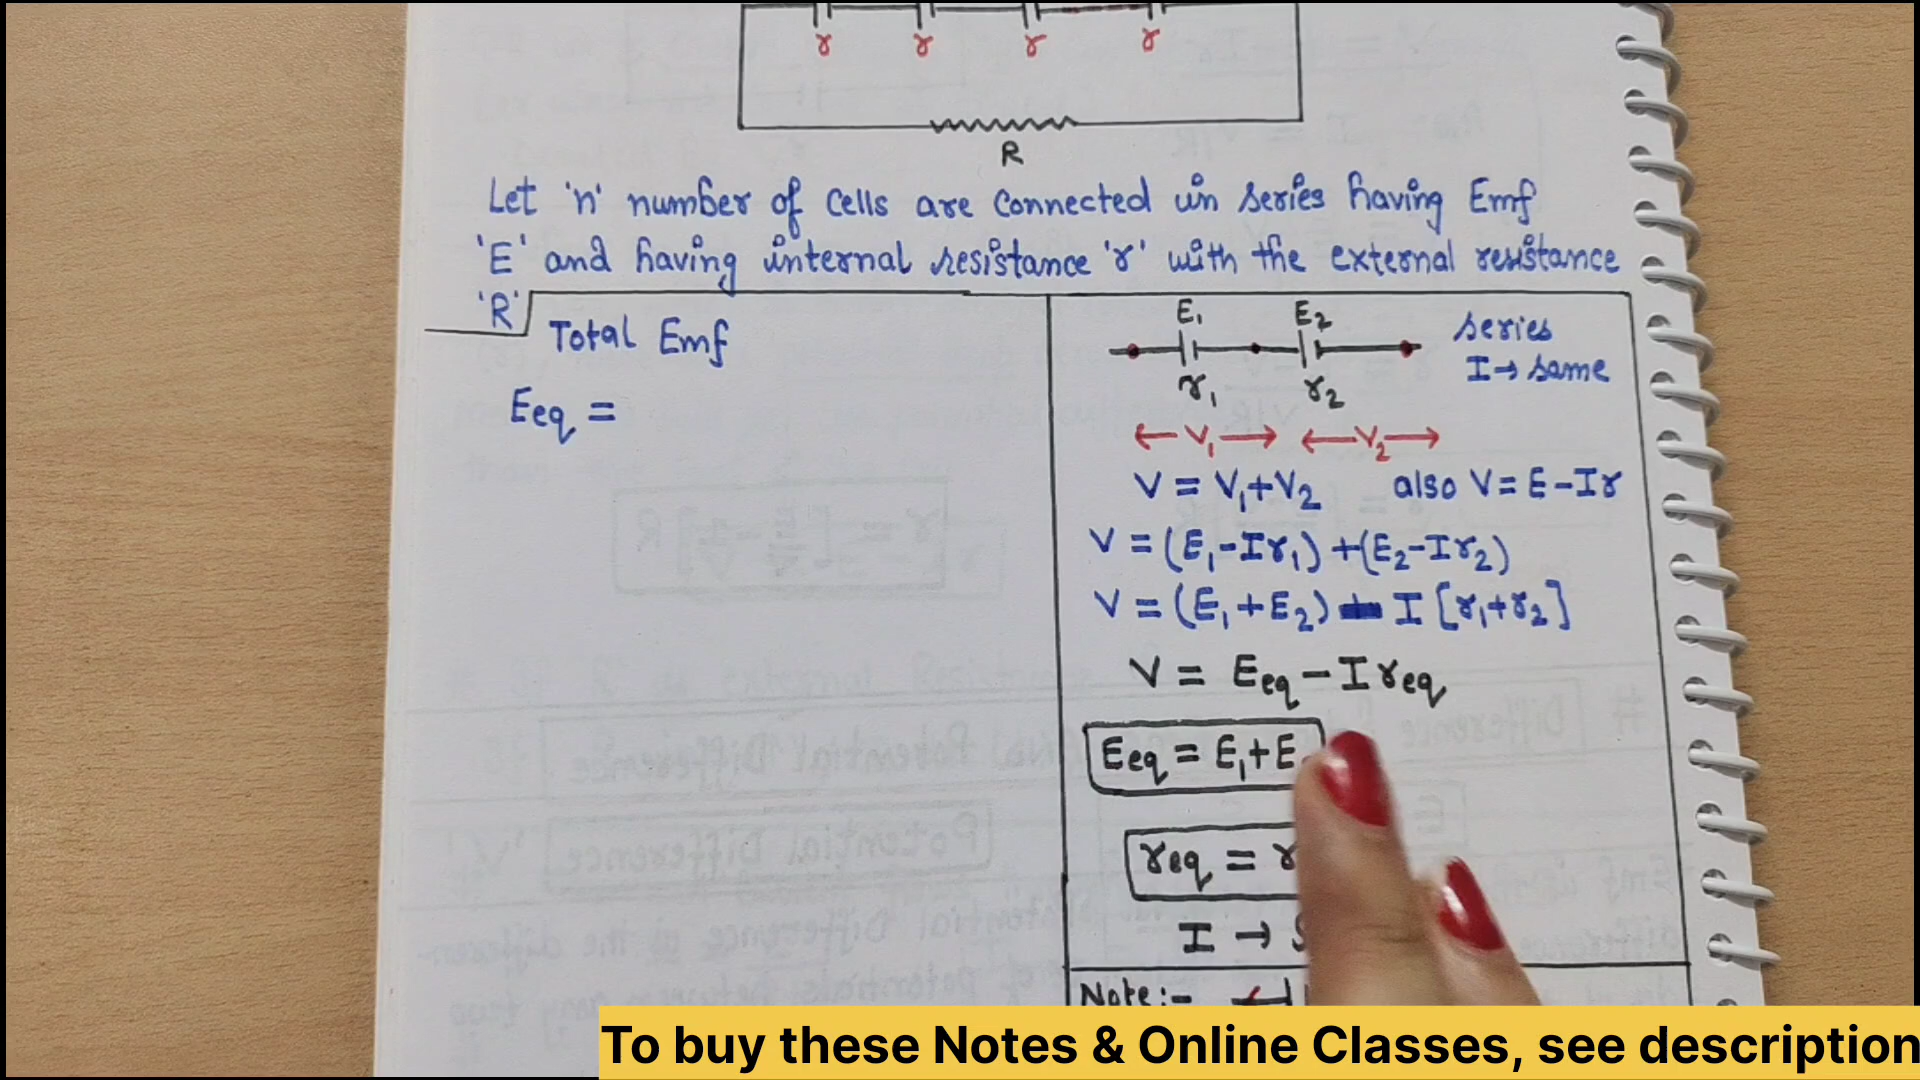 r r r r
R
Let 'n' number of cells are connected in series having Emf
'E' and having internal resistance 'r' with the external resistance
'R'
Total Emf
Eeq =
E₁ E₂ series
I → same
r₁ r₂
← V₁ → ← V₂ →
V = V₁+V₂ also V = E - Ir
V = (E₁-Ir₁) + (E₂-Ir₂)
V = (E₁+E₂) - I [r₁+r₂]
V = Eeq - I req
Eeq = E₁+E
req = r
I → s
Note:-
To buy these Notes & Online Classes, see description